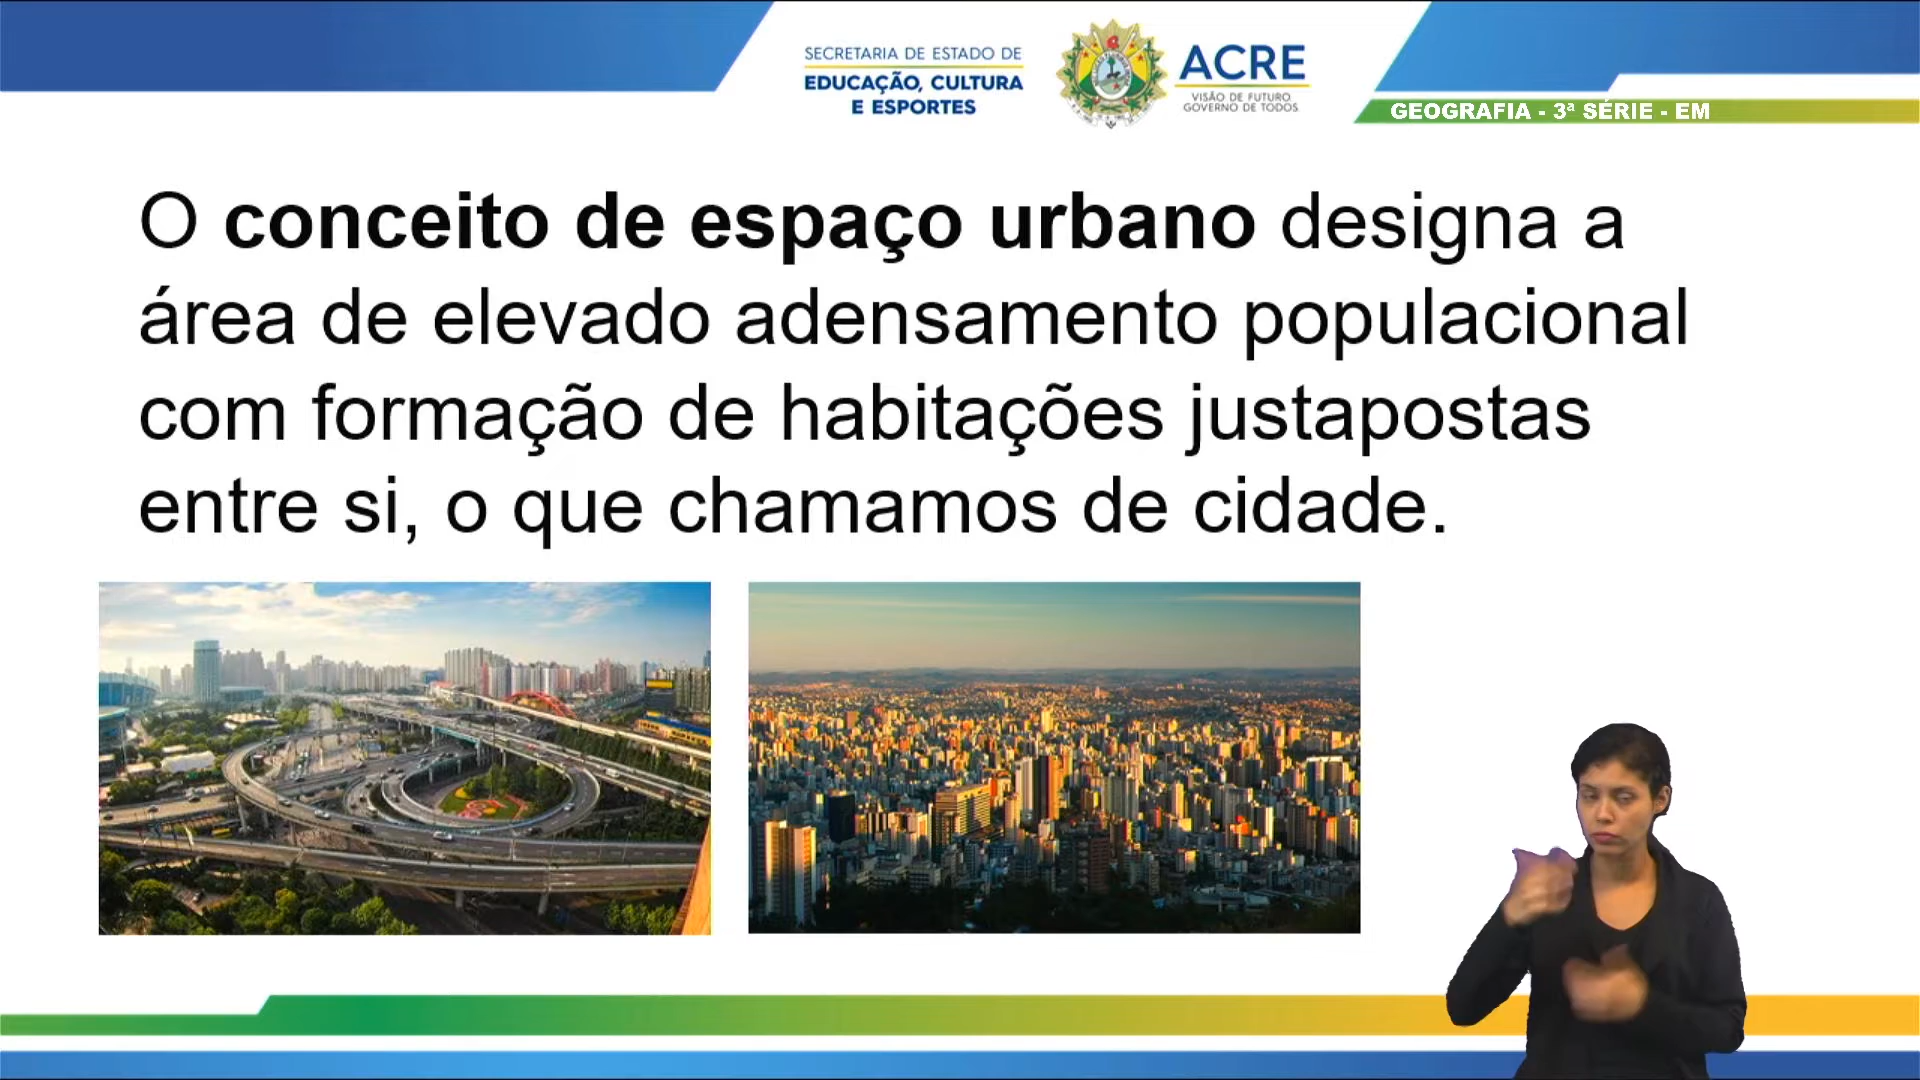 SECRETARIA DE ESTADO DE
EDUCAÇÃO, CULTURA
E ESPORTES
ACRE
VISÃO DE FUTURO.
GOVERNO DE TODOS.
GEOGRAFIA - 3ª SÉRIE - EM
O conceito de espaço urbano designa a
área de elevado adensamento populacional
com formação de habitações justapostas
entre si, o que chamamos de cidade.